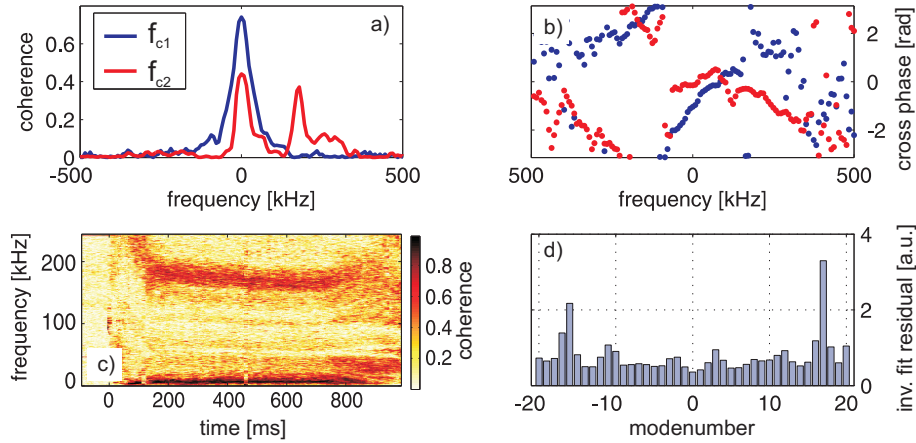 a)
f_c1
f_c2
coherence
0.6
0.4
0.2
0
-500
0
500
frequency [kHz]
b)
2
0
-2
cross phase [rad]
500
0
500
frequency [kHz]
c)
frequency [kHz]
200
100
0
0
200
400
600
800
time [ms]
0.8
0.6
0.4
0.2
coherence
d)
4
2
0
inv. fit residual [a.u.]
-20
-10
0
10
20
modenumber